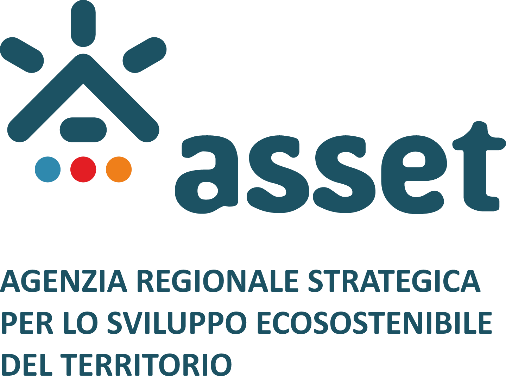 asset
AGENZIA REGIONALE STRATEGICA
PER LO SVILUPPO ECOSOSTENIBILE
DEL TERRITORIO